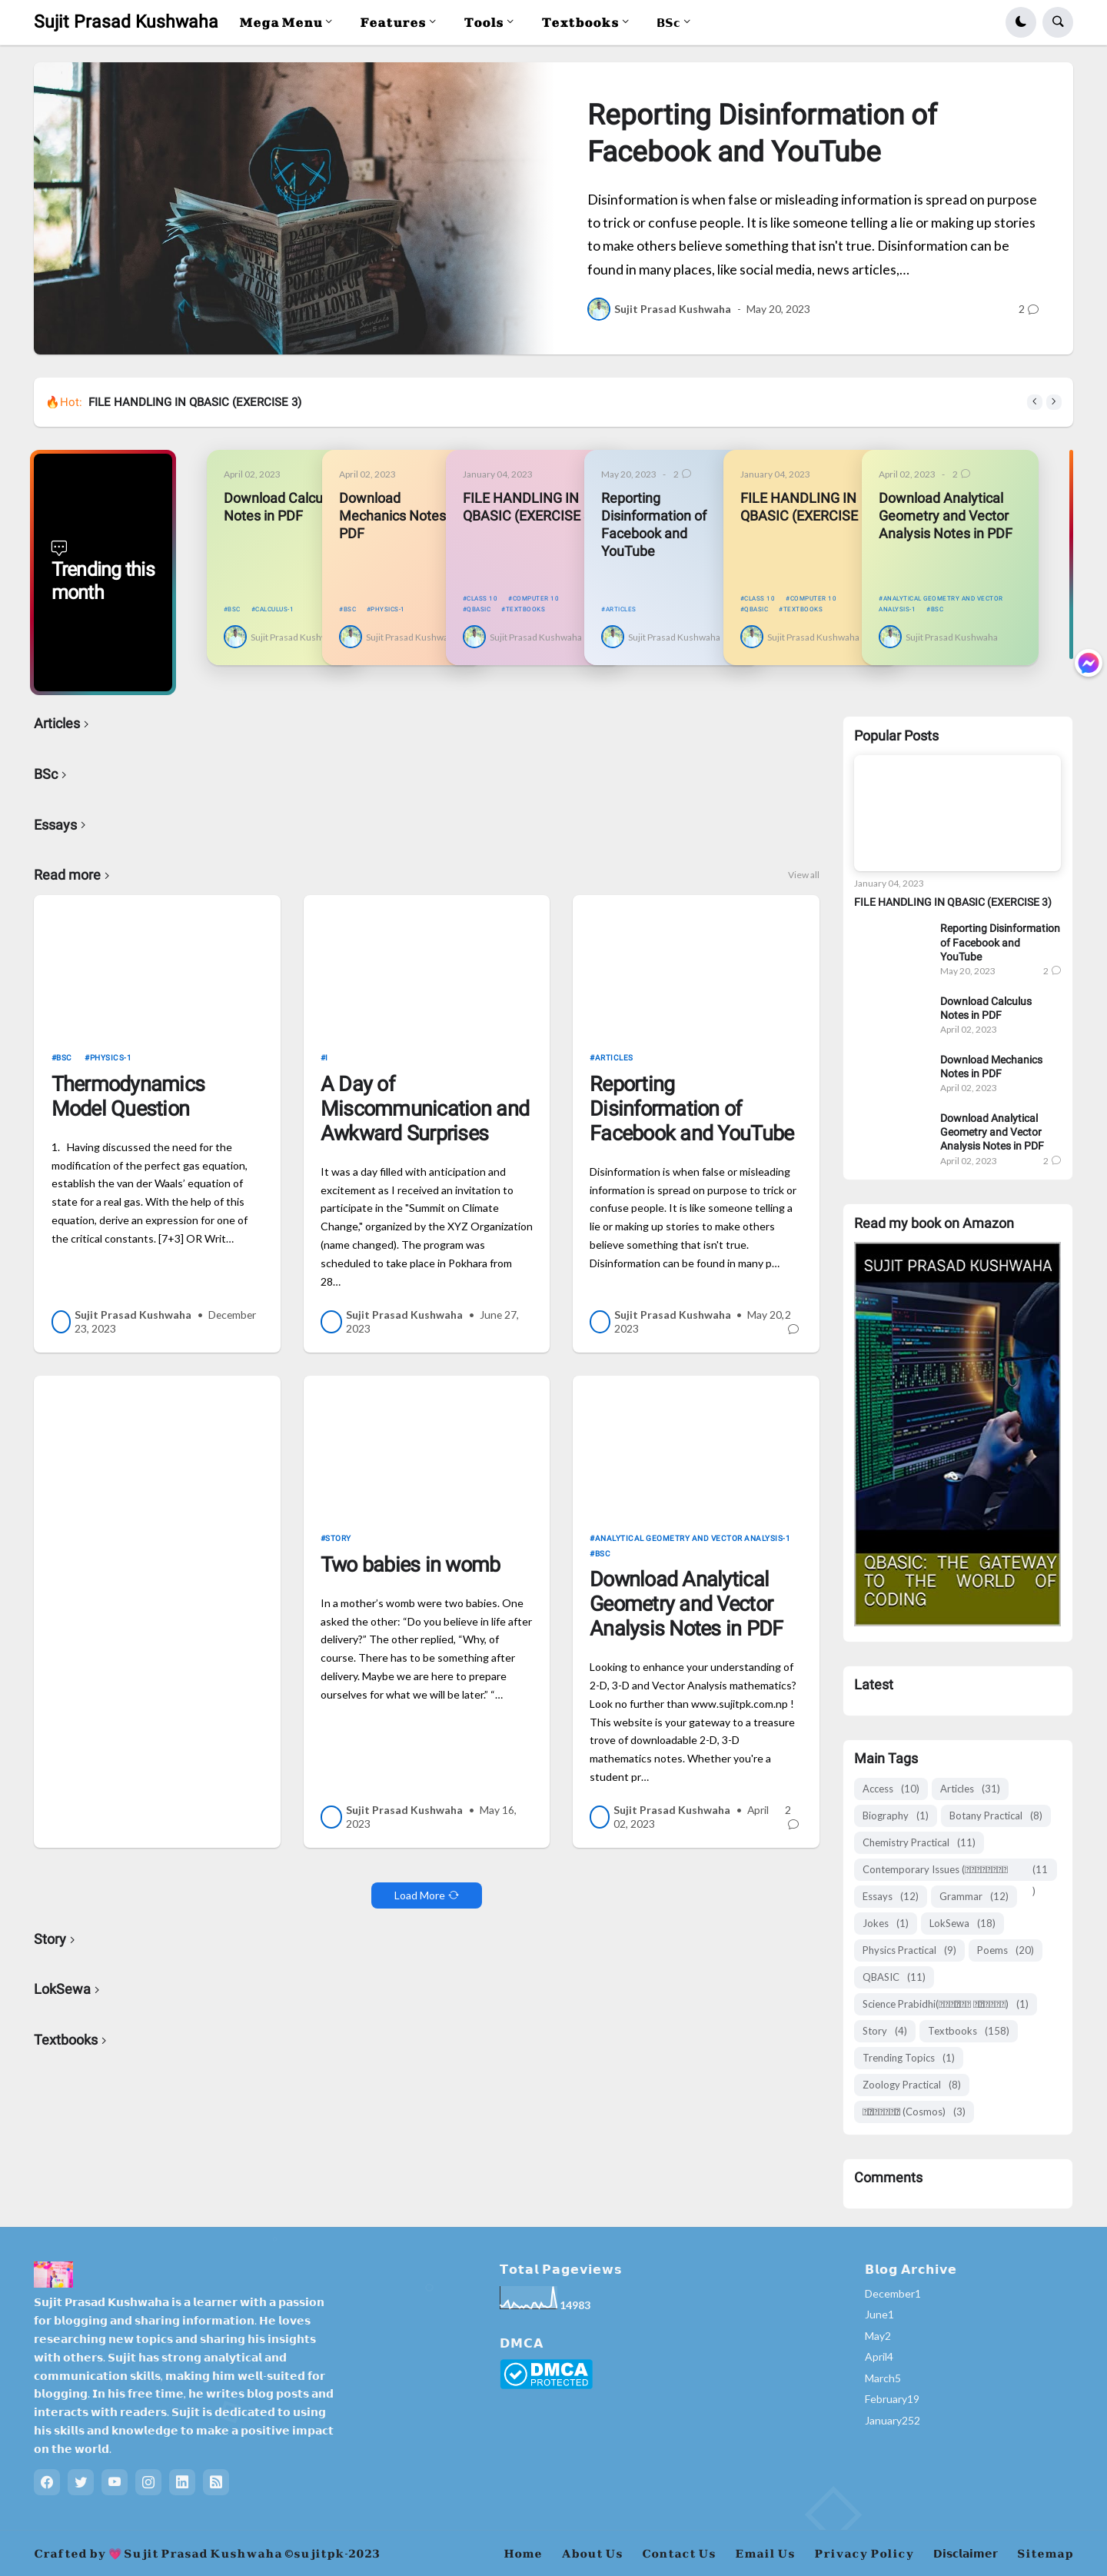 Sujit Prasad Kushwaha
Mega Menu
Features
Tools
Textbooks
BSc
Reporting Disinformation of
Facebook and YouTube
Disinformation is when false or misleading information is spread on purpose
to trick or confuse people. It is like someone telling a lie or making up stories
to make others believe something that isn't true. Disinformation can be
found in many places, like social media, news articles,…
Sujit Prasad Kushwaha - May 20, 2023
2
🔥Hot: FILE HANDLING IN QBASIC (EXERCISE 3)
Trending this
month
April 02, 2023
Download Calcu
Notes in PDF
#BSC #CALCULUS-1
Sujit Prasad Kush
April 02, 2023
Download
Mechanics Notes
PDF
#BSC #PHYSICS-1
Sujit Prasad Kushwa
January 04, 2023
FILE HANDLING IN
QBASIC (EXERCISE
#CLASS 10 #COMPUTER 10
#QBASIC #TEXTBOOKS
Sujit Prasad Kushwaha
May 20, 2023 - 2
Reporting
Disinformation of
Facebook and
YouTube
#ARTICLES
Sujit Prasad Kushwaha
January 04, 2023
FILE HANDLING IN
QBASIC (EXERCISE
#CLASS 10 #COMPUTER 10
#QBASIC #TEXTBOOKS
Sujit Prasad Kushwaha
April 02, 2023 - 2
Download Analytical
Geometry and Vector
Analysis Notes in PDF
#ANALYTICAL GEOMETRY AND VECTOR
ANALYSIS-1 #BSC
Sujit Prasad Kushwaha
Articles
BSc
Essays
Read more
View all
#BSC #PHYSICS-1
Thermodynamics
Model Question
1. Having discussed the need for the
modification of the perfect gas equation,
establish the van der Waals’ equation of
state for a real gas. With the help of this
equation, derive an expression for one of
the critical constants. [7+3] OR Writ…
Sujit Prasad Kushwaha • December
23, 2023
#I
A Day of
Miscommunication and
Awkward Surprises
It was a day filled with anticipation and
excitement as I received an invitation to
participate in the "Summit on Climate
Change," organized by the XYZ Organization
(name changed). The program was
scheduled to take place in Pokhara from
28…
Sujit Prasad Kushwaha • June 27,
2023
#ARTICLES
Reporting
Disinformation of
Facebook and YouTube
Disinformation is when false or misleading
information is spread on purpose to trick or
confuse people. It is like someone telling a
lie or making up stories to make others
believe something that isn't true.
Disinformation can be found in many p…
Sujit Prasad Kushwaha • May 20,
2023
2
#STORY
Two babies in womb
In a mother’s womb were two babies. One
asked the other: “Do you believe in life after
delivery?” The other replied, “Why, of
course. There has to be something after
delivery. Maybe we are here to prepare
ourselves for what we will be later.” “…
Sujit Prasad Kushwaha • May 16,
2023
#ANALYTICAL GEOMETRY AND VECTOR ANALYSIS-1
#BSC
Download Analytical
Geometry and Vector
Analysis Notes in PDF
Looking to enhance your understanding of
2-D, 3-D and Vector Analysis mathematics?
Look no further than www.sujitpk.com.np !
This website is your gateway to a treasure
trove of downloadable 2-D, 3-D
mathematics notes. Whether you're a
student pr…
Sujit Prasad Kushwaha • April
02, 2023
2
Load More
Story
LokSewa
Textbooks
Popular Posts
January 04, 2023
FILE HANDLING IN QBASIC (EXERCISE 3)
Reporting Disinformation
of Facebook and
YouTube
May 20, 2023 2
Download Calculus
Notes in PDF
April 02, 2023
Download Mechanics
Notes in PDF
April 02, 2023
Download Analytical
Geometry and Vector
Analysis Notes in PDF
April 02, 2023 2
Read my book on Amazon
SUJIT PRASAD KUSHWAHA
QBASIC: THE GATEWAY
TO THE WORLD OF
CODING
Latest
Main Tags
Access (10) Articles (31)
Biography (1) Botany Practical (8)
Chemistry Practical (11)
Contemporary Issues ( (11
)
Essays (12) Grammar (12)
Jokes (1) LokSewa (18)
Physics Practical (9) Poems (20)
QBASIC (11)
Science Prabidhi( ) (1)
Story (4) Textbooks (158)
Trending Topics (1)
Zoology Practical (8)
(Cosmos) (3)
Comments
Sujit Prasad Kushwaha is a learner with a passion
for blogging and sharing information. He loves
researching new topics and sharing his insights
with others. Sujit has strong analytical and
communication skills, making him well-suited for
blogging. In his free time, he writes blog posts and
interacts with readers. Sujit is dedicated to using
his skills and knowledge to make a positive impact
on the world.
Total Pageviews
14983
DMCA
DMCA
PROTECTED
Blog Archive
December1
June1
May2
April4
March5
February19
January252
Crafted by 💗 Sujit Prasad Kushwaha ©sujitpk-2023
Home
About Us
Contact Us
Email Us
Privacy Policy
Disclaimer
Sitemap